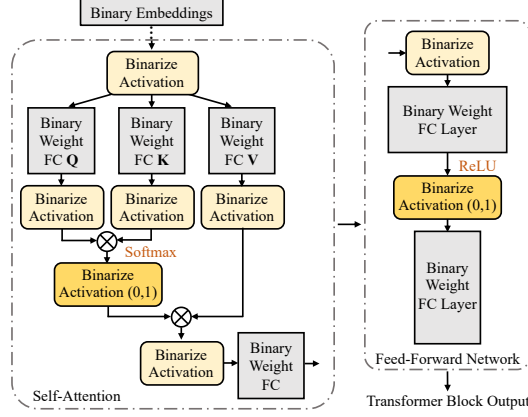 Binary Embeddings
Binarize
Activation
Binary
Weight
FC Q
Binary
Weight
FC K
Binary
Weight
FC V
Binarize
Activation
Binarize
Activation
Binarize
Activation
Softmax
Binarize
Activation (0,1)
Binarize
Activation
Binary
Weight
FC
Self-Attention
Binarize
Activation
Binary Weight
FC Layer
ReLU
Binarize
Activation (0,1)
Binary
Weight
FC Layer
Feed-Forward Network
Transformer Block Output